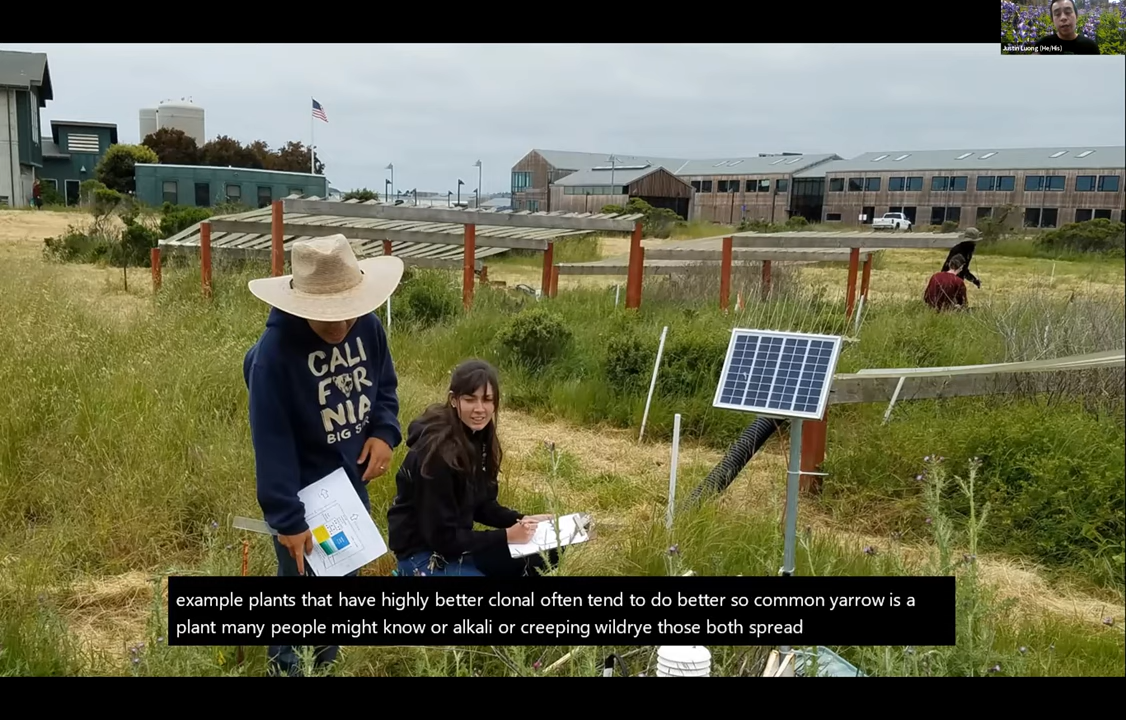 Justin Luong (He/His)
CALI
FOR
NIA
BIG SUR
example plants that have highly better clonal often tend to do better so common yarrow is a
plant many people might know or alkali or creeping wildrye those both spread